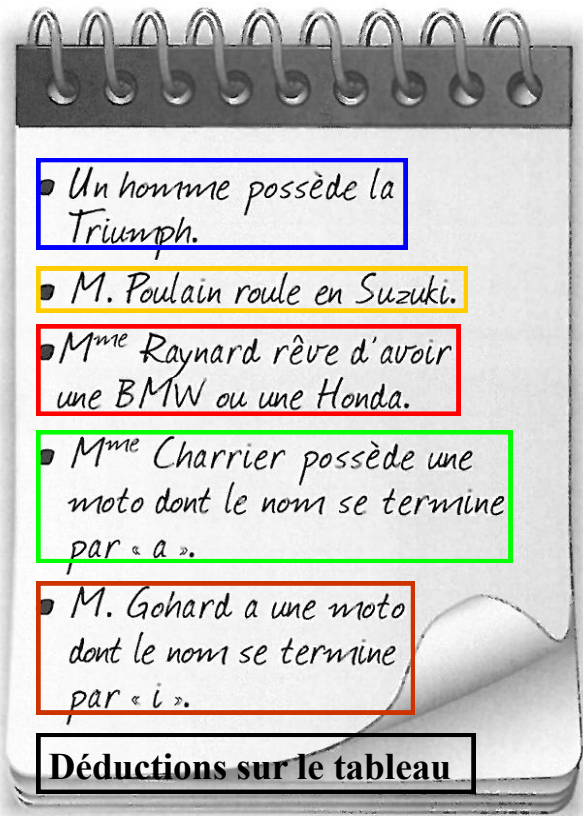 • Un homme possède la
Triumph.
• M. Poulain roule en Suzuki.
• Mme Raynard rêve d'avoir
une BMW ou une Honda.
• Mme Charrier possède une
moto dont le nom se termine
par « a ».
• M. Gohard a une moto
dont le nom se termine
par « i ».
Déductions sur le tableau